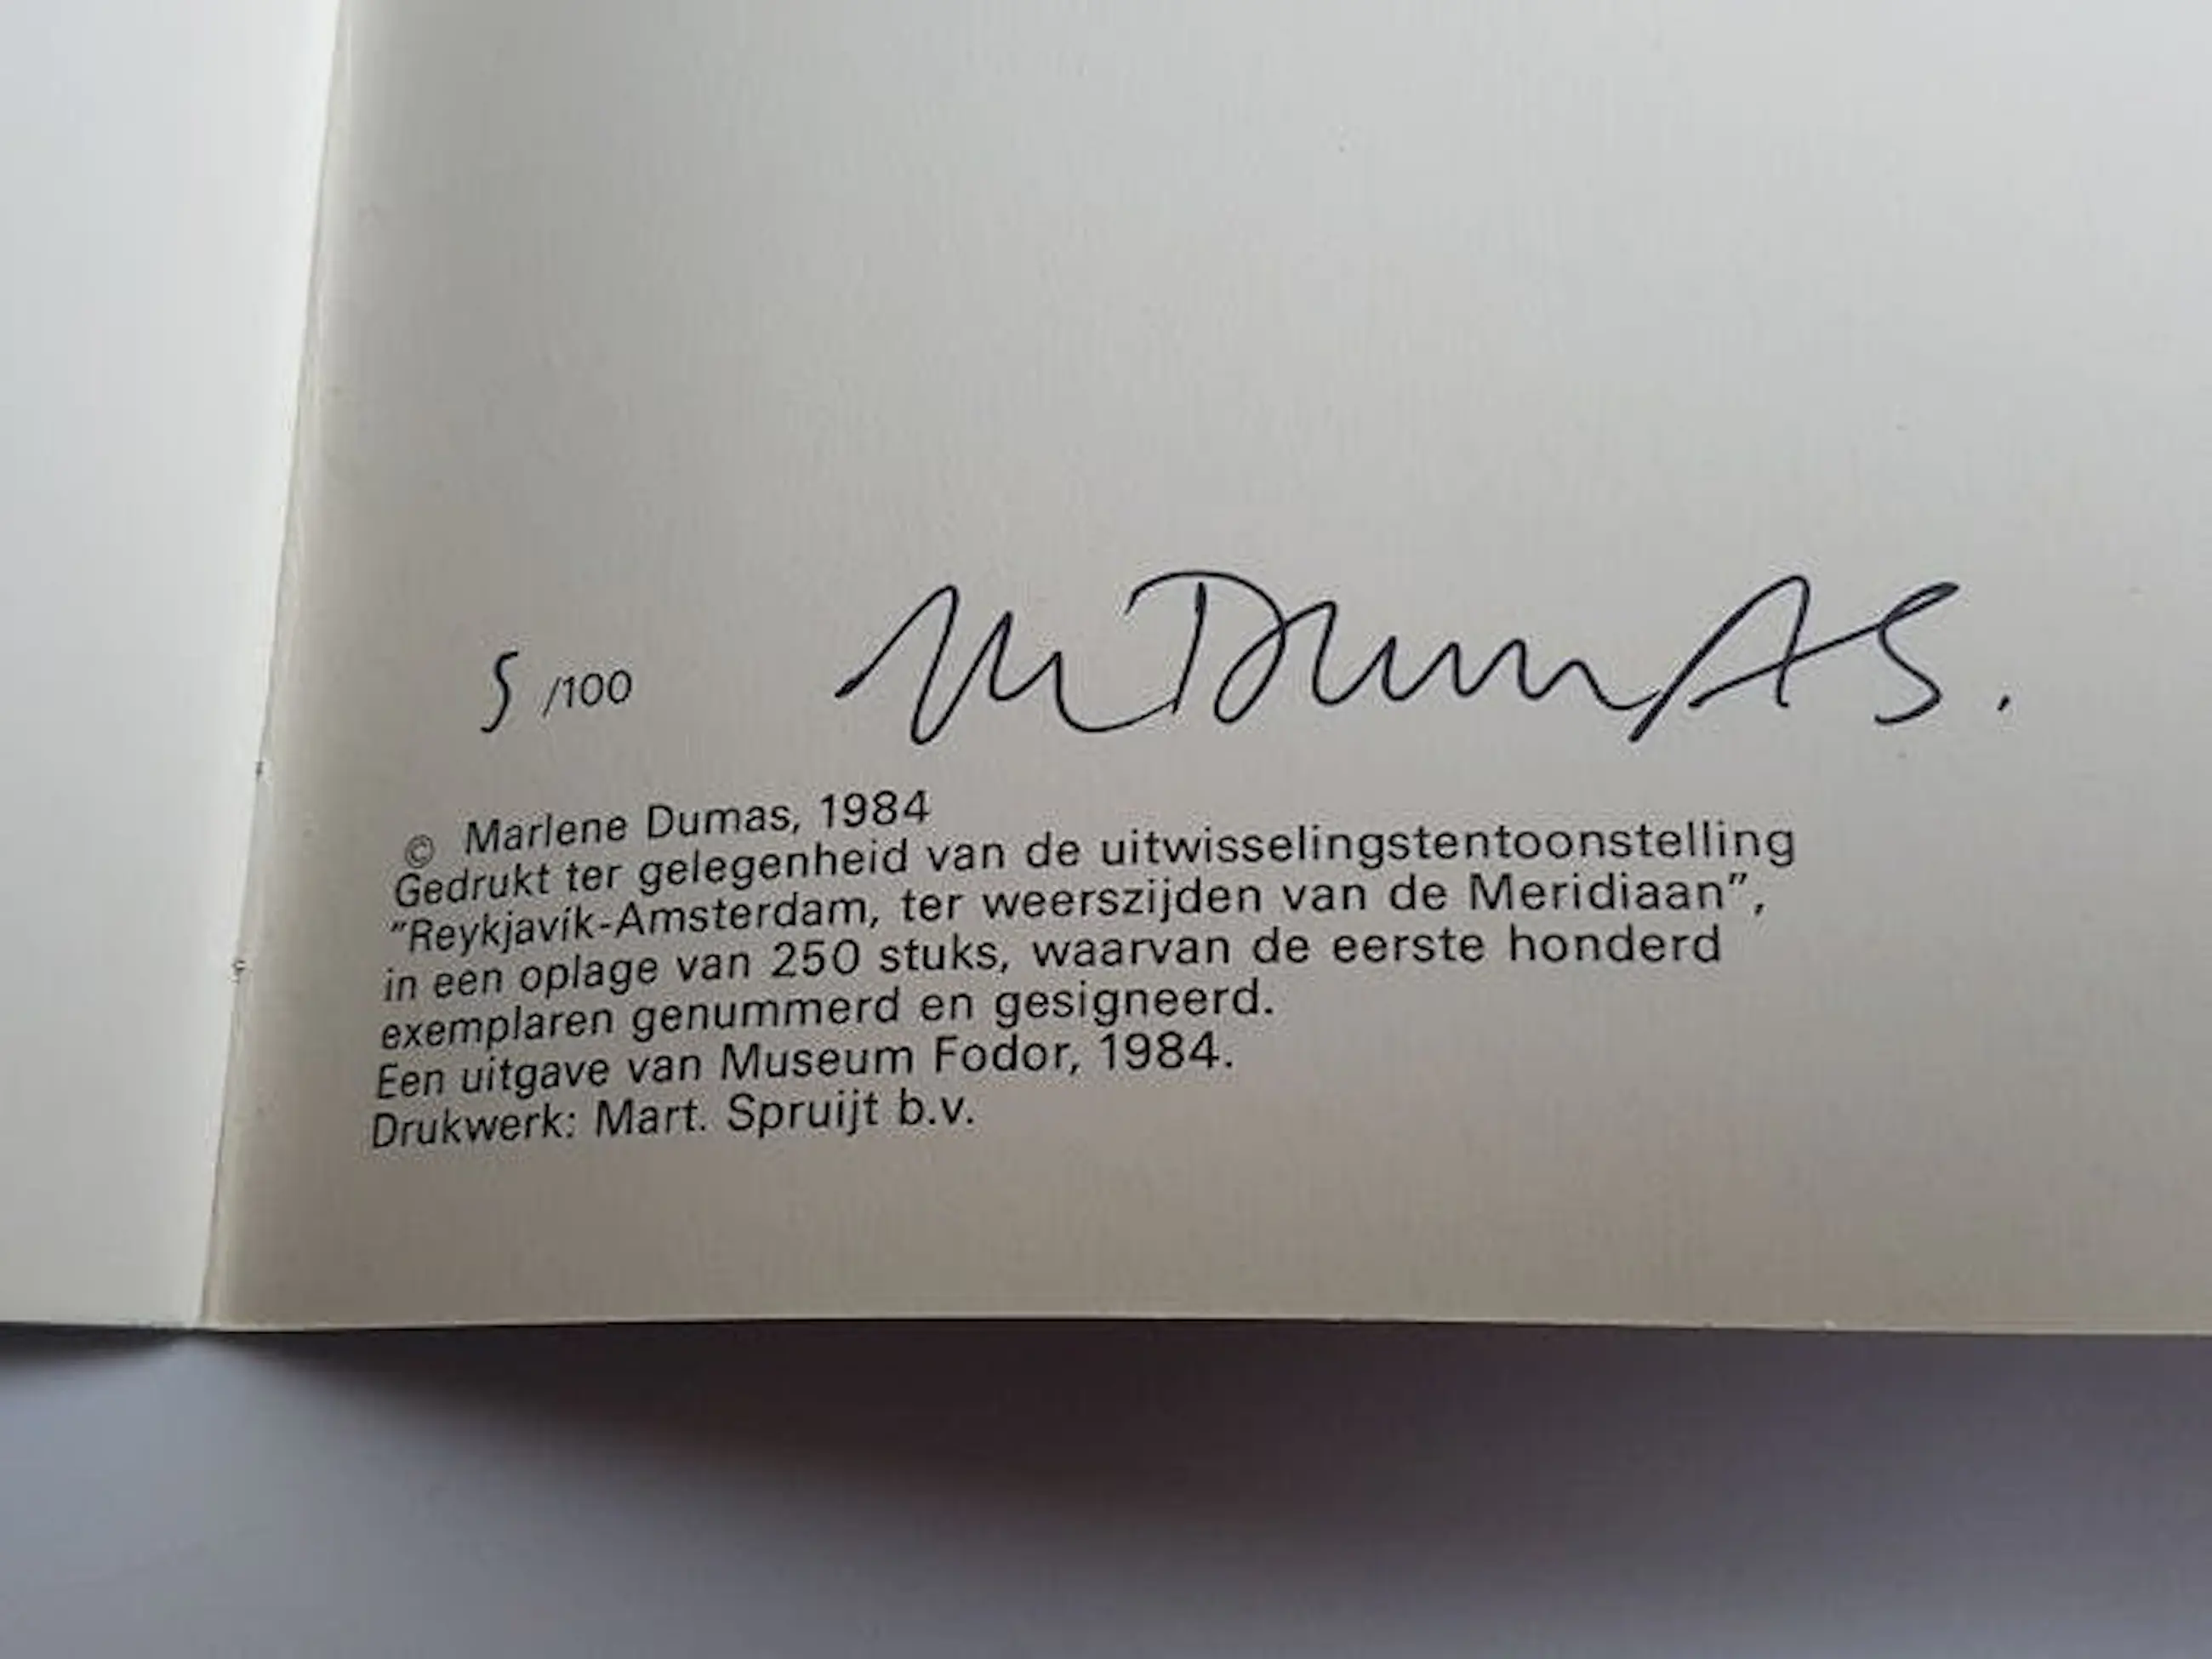 5 /100 M Dumas.
© Marlene Dumas, 1984
Gedrukt ter gelegenheid van de uitwisselingstentoonstelling
"Reykjavík-Amsterdam, ter weerszijden van de Meridiaan",
in een oplage van 250 stuks, waarvan de eerste honderd
exemplaren genummerd en gesigneerd.
Een uitgave van Museum Fodor, 1984.
Drukwerk: Mart. Spruijt b.v.